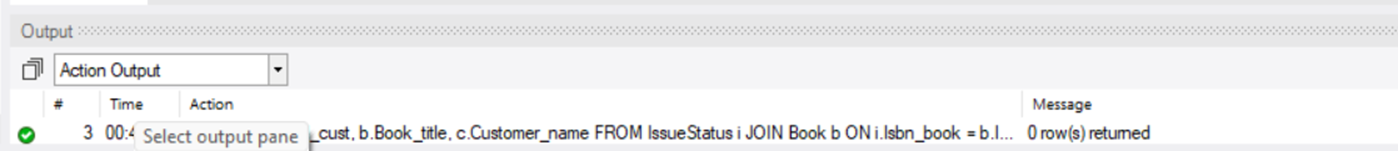 Output
Action Output
# Time Action Message
3 00:4 Select output pane _cust, b.Book_title, c.Customer_name FROM IssueStatus i JOIN Book b ON i.Isbn_book = b.I... 0 row(s) returned